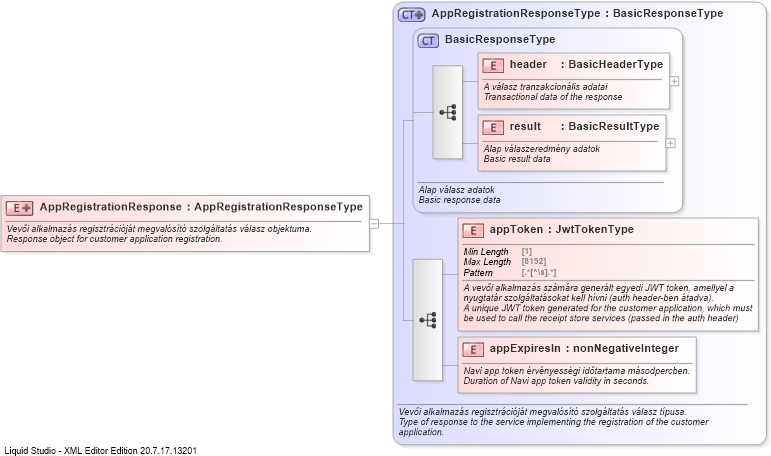 CT AppRegistrationResponseType : BasicResponseType
CT BasicResponseType
E header : BasicHeaderType
A válasz tranzakcionális adatai
Transactional data of the response
E result : BasicResultType
Alap válaszeredmény adatok
Basic result data
Alap válasz adatok
Basic response data
E AppRegistrationResponse : AppRegistrationResponseType
Vevői alkalmazás regisztrációját megvalósító szolgáltatás válasz objektuma.
Response object for customer application registration.
E appToken : JwtTokenType
Min Length [1]
Max Length [8192]
Pattern [.*[^\s].*]
A vevői alkalmazás számára generált egyedi JWT token, amellyel a
nyugtatár szolgáltatásokat kell hívni (auth header-ben átadva).
A unique JWT token generated for the customer application, which must
be used to call the receipt store services (passed in the auth header)
E appExpiresIn : nonNegativeInteger
Navi app token érvényességi időtartama másodpercben.
Duration of Navi app token validity in seconds.
Vevői alkalmazás regisztrációját megvalósító szolgáltatás válasz típusa.
Type of response to the service implementing the registration of the customer
application.
Liquid Studio - XML Editor Edition 20.7.17.13201